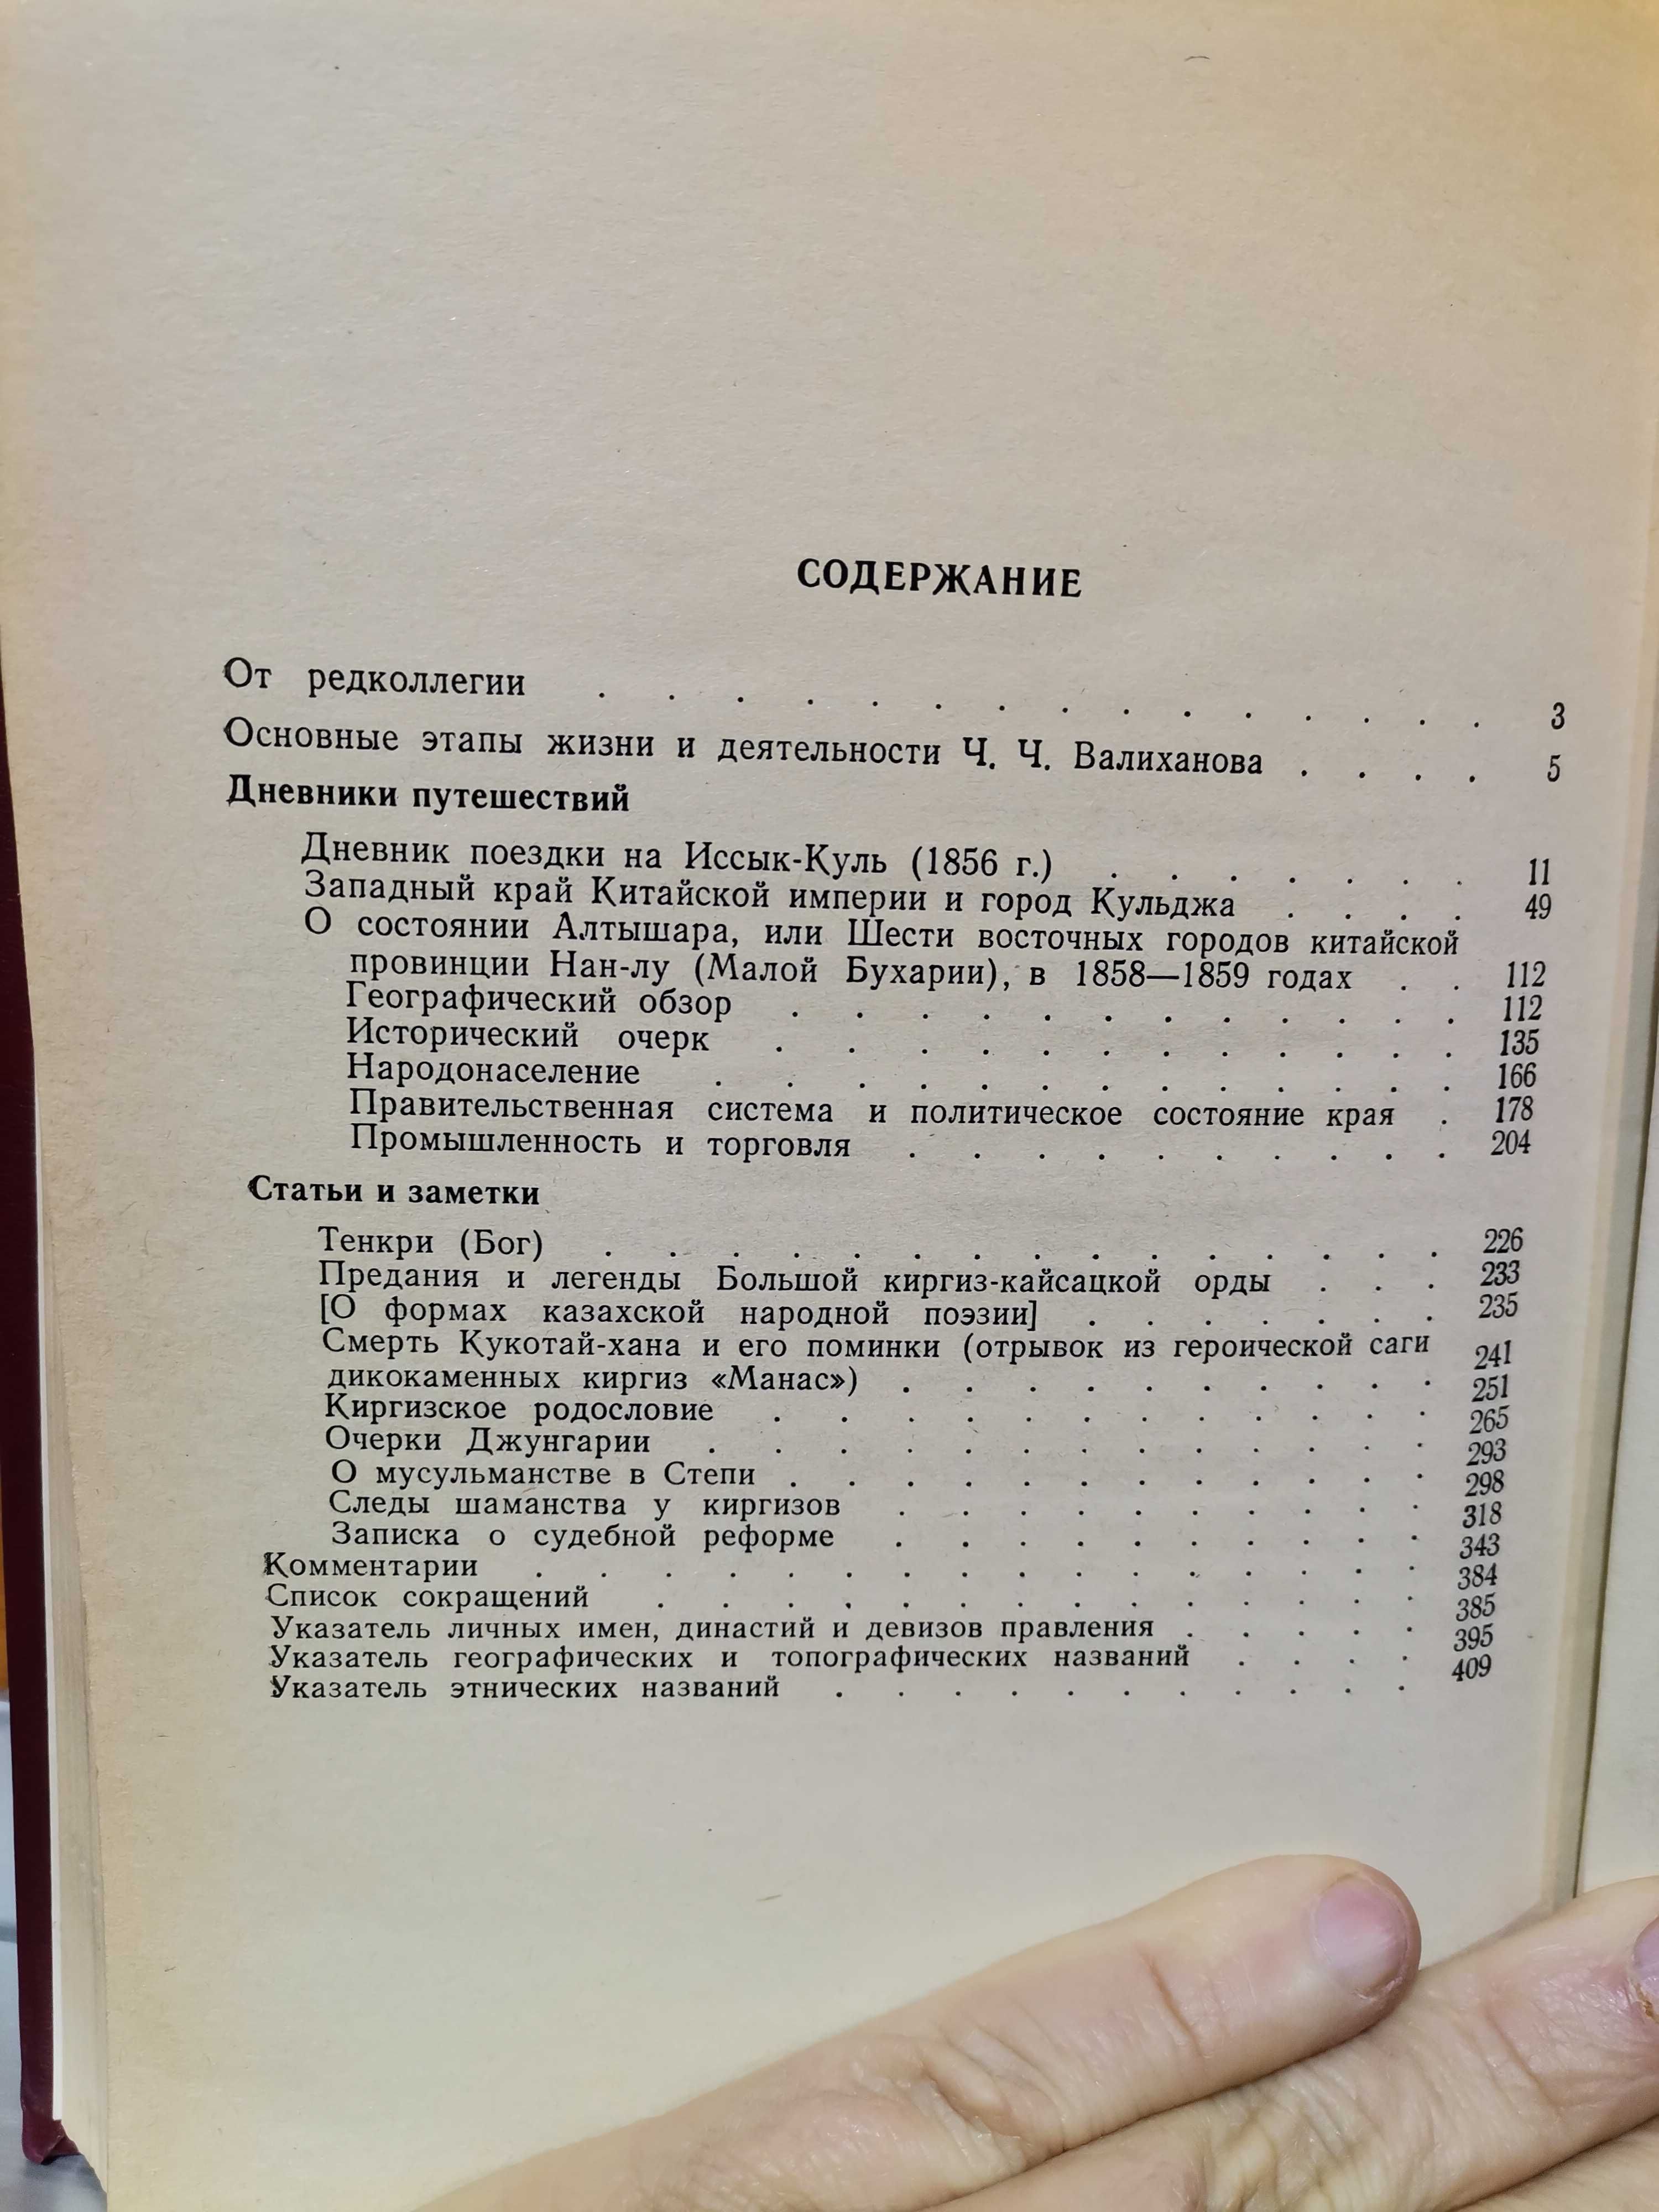 СОДЕРЖАНИЕ
От редколлегии . . . . . . . . . . . . . . . 3
Основные этапы жизни и деятельности Ч. Ч. Валиханова . . . . 5
Дневники путешествий
Дневник поездки на Иссык-Куль (1856 г.) . . . . . . . 11
Западный край Китайской империи и город Кульджа . . . . 49
О состоянии Алтышара, или Шести восточных городов китайской
провинции Нан-лу (Малой Бухарии), в 1858—1859 годах . . 112
Географический обзор . . . . . . . . . . . . 112
Исторический очерк . . . . . . . . . . . . 135
Народонаселение . . . . . . . . . . . . . 166
Правительственная система и политическое состояние края . 178
Промышленность и торговля . . . . . . . . . . 204
Статьи и заметки
Тенкри (Бог) . . . . . . . . . . . . . . . 226
Предания и легенды Большой киргиз-кайсацкой орды . . . 233
[О формах казахской народной поэзии] . . . . . . . 235
Смерть Кукотай-хана и его поминки (отрывок из героической саги
дикокаменных киргиз «Манас») . . . . . . . . . . 241
Киргизское родословие . . . . . . . . . . . . 251
Очерки Джунгарии . . . . . . . . . . . . . 265
О мусульманстве в Степи . . . . . . . . . . . 293
Следы шаманства у киргизов . . . . . . . . . . 298
Записка о судебной реформе . . . . . . . . . . 318
Комментарии . . . . . . . . . . . . . . . . 343
Список сокращений . . . . . . . . . . . . . . 384
Указатель личных имен, династий и девизов правления . . . . . 385
Указатель географических и топографических названий . . . . 395
Указатель этнических названий . . . . . . . . . . . 409